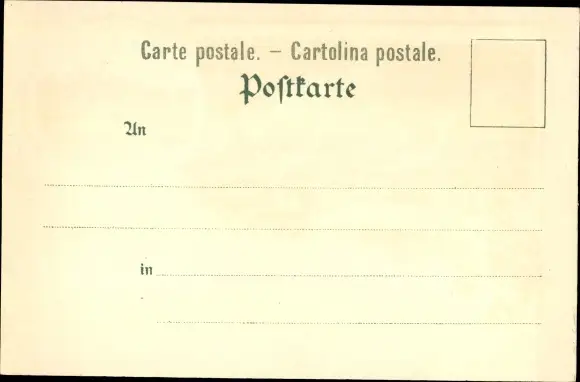 Carte postale. – Cartolina postale.
Poſtkarte
An
in